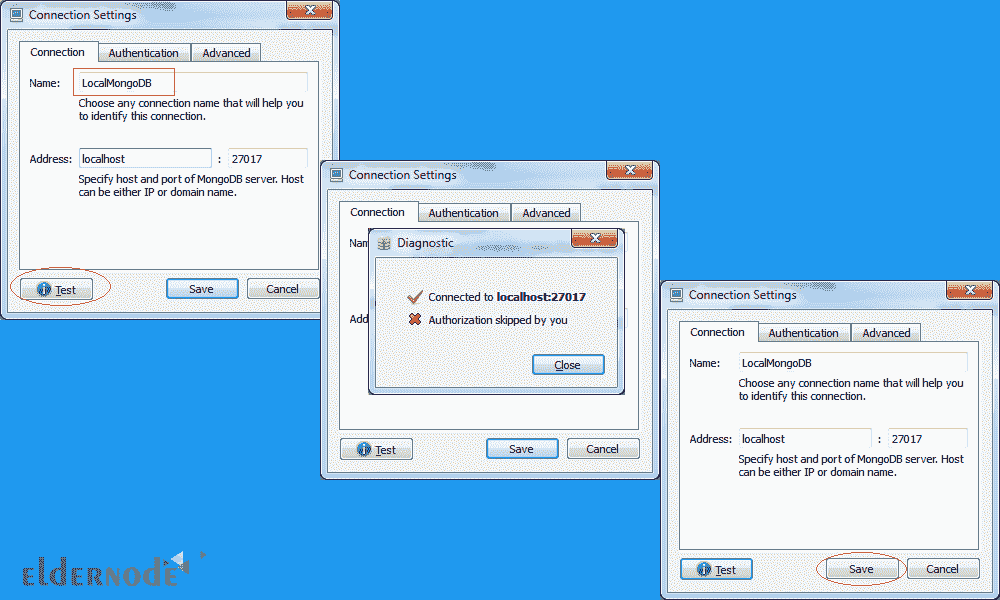 Connection Settings
Connection Authentication Advanced
Name: LocalMongoDB
Choose any connection name that will help you
to identify this connection.
Address: localhost : 27017
Specify host and port of MongoDB server. Host
can be either IP or domain name.
Test Save Cancel
Connection Settings
Connection Authentication Advanced
Nam
Diagnostic
Connected to localhost:27017
Authorization skipped by you
Add
Close
Test Save Cancel
Connection Settings
Connection Authentication Advanced
Name: LocalMongoDB
Choose any connection name that will help you
to identify this connection.
Address: localhost : 27017
Specify host and port of MongoDB server. Host
can be either IP or domain name.
Test Save Cancel
elderNode